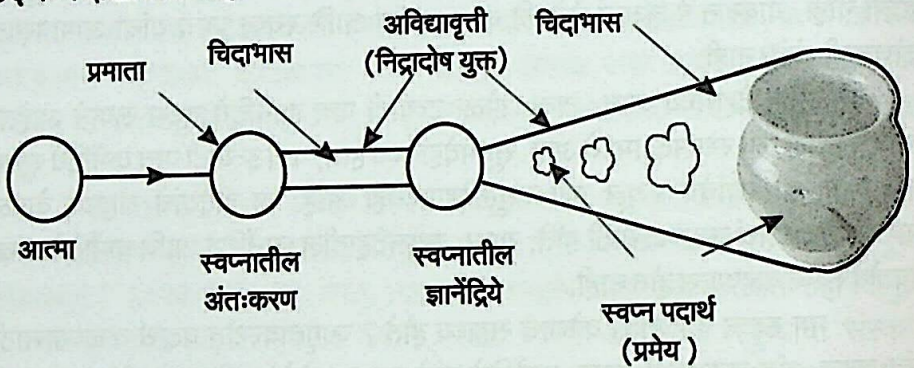 प्रमाता
चिदाभास
अविद्यावृत्ती
(निद्रादोष युक्त)
चिदाभास
आत्मा
स्वप्नातील
अंतःकरण
स्वप्नातील
ज्ञानेंद्रिये
स्वप्न पदार्थ
(प्रमेय)